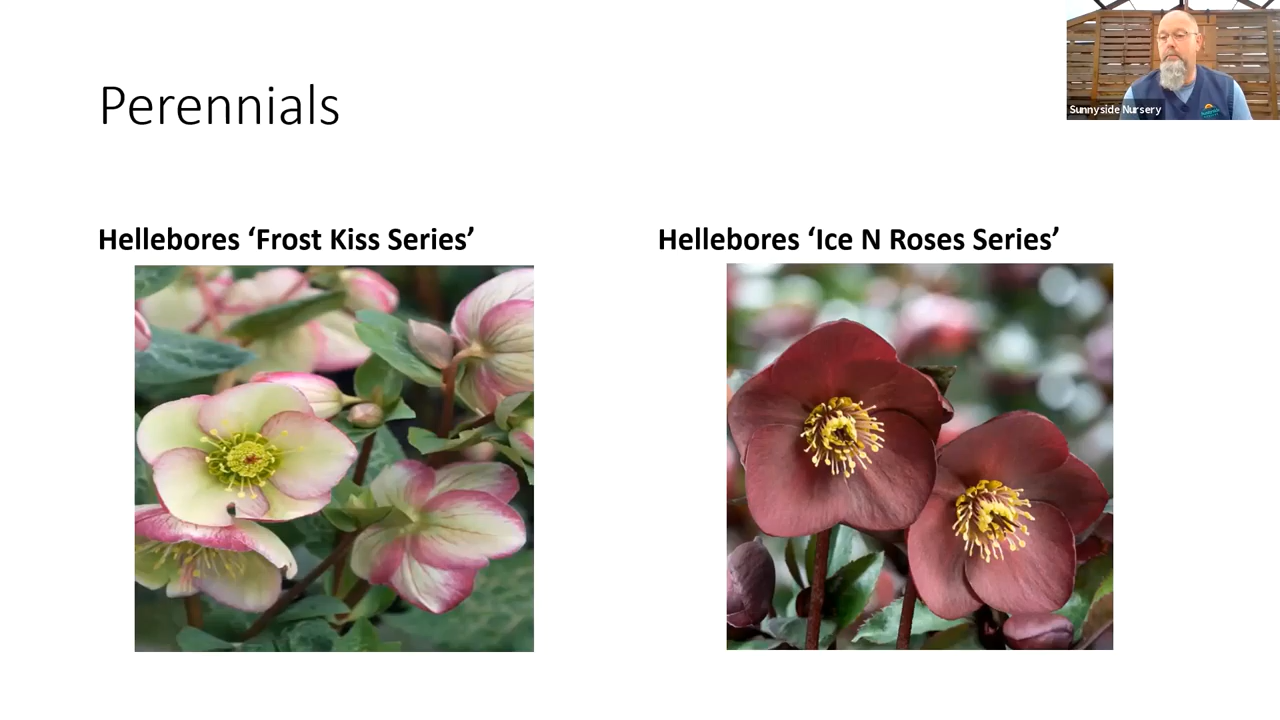 Perennials
Sunnyside Nursery
Hellebores ‘Frost Kiss Series’
Hellebores ‘Ice N Roses Series’